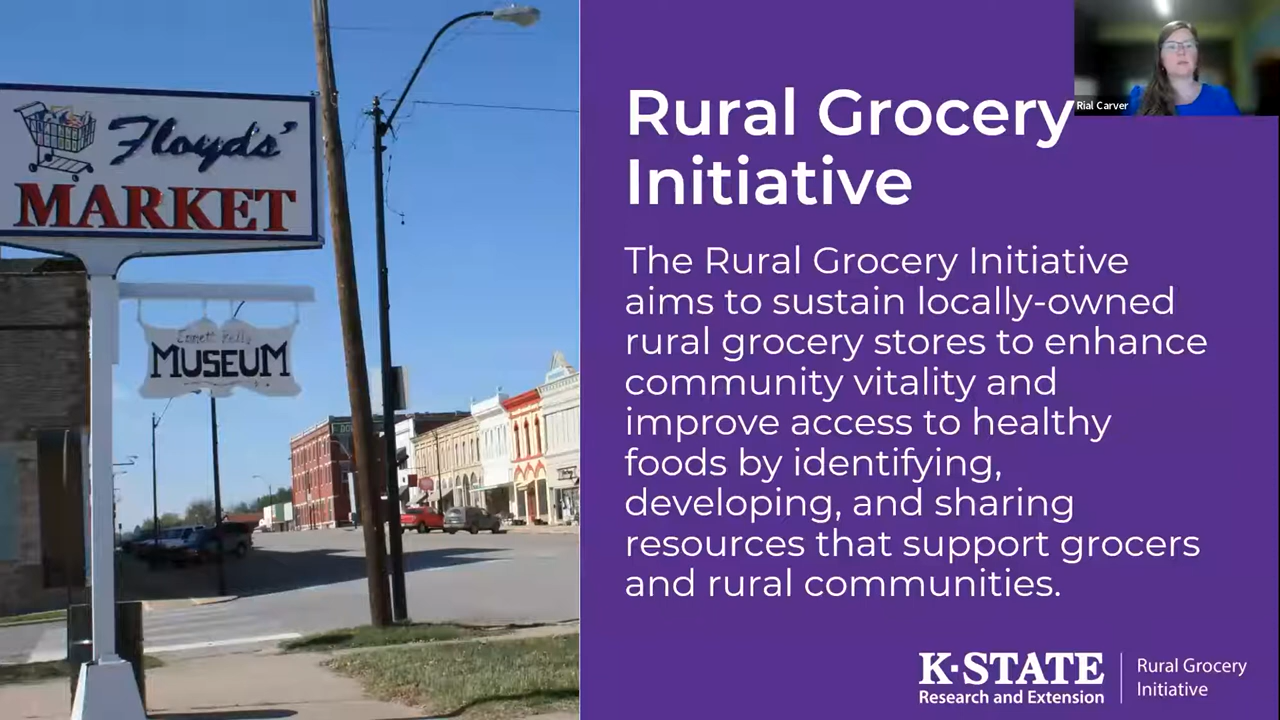 Floyds'
MARKET
Emmett Kelly
MUSEUM
Rural Grocery
Initiative
Rial Carver
The Rural Grocery Initiative
aims to sustain locally-owned
rural grocery stores to enhance
community vitality and
improve access to healthy
foods by identifying,
developing, and sharing
resources that support grocers
and rural communities.
K-STATE
Research and Extension
Rural Grocery
Initiative